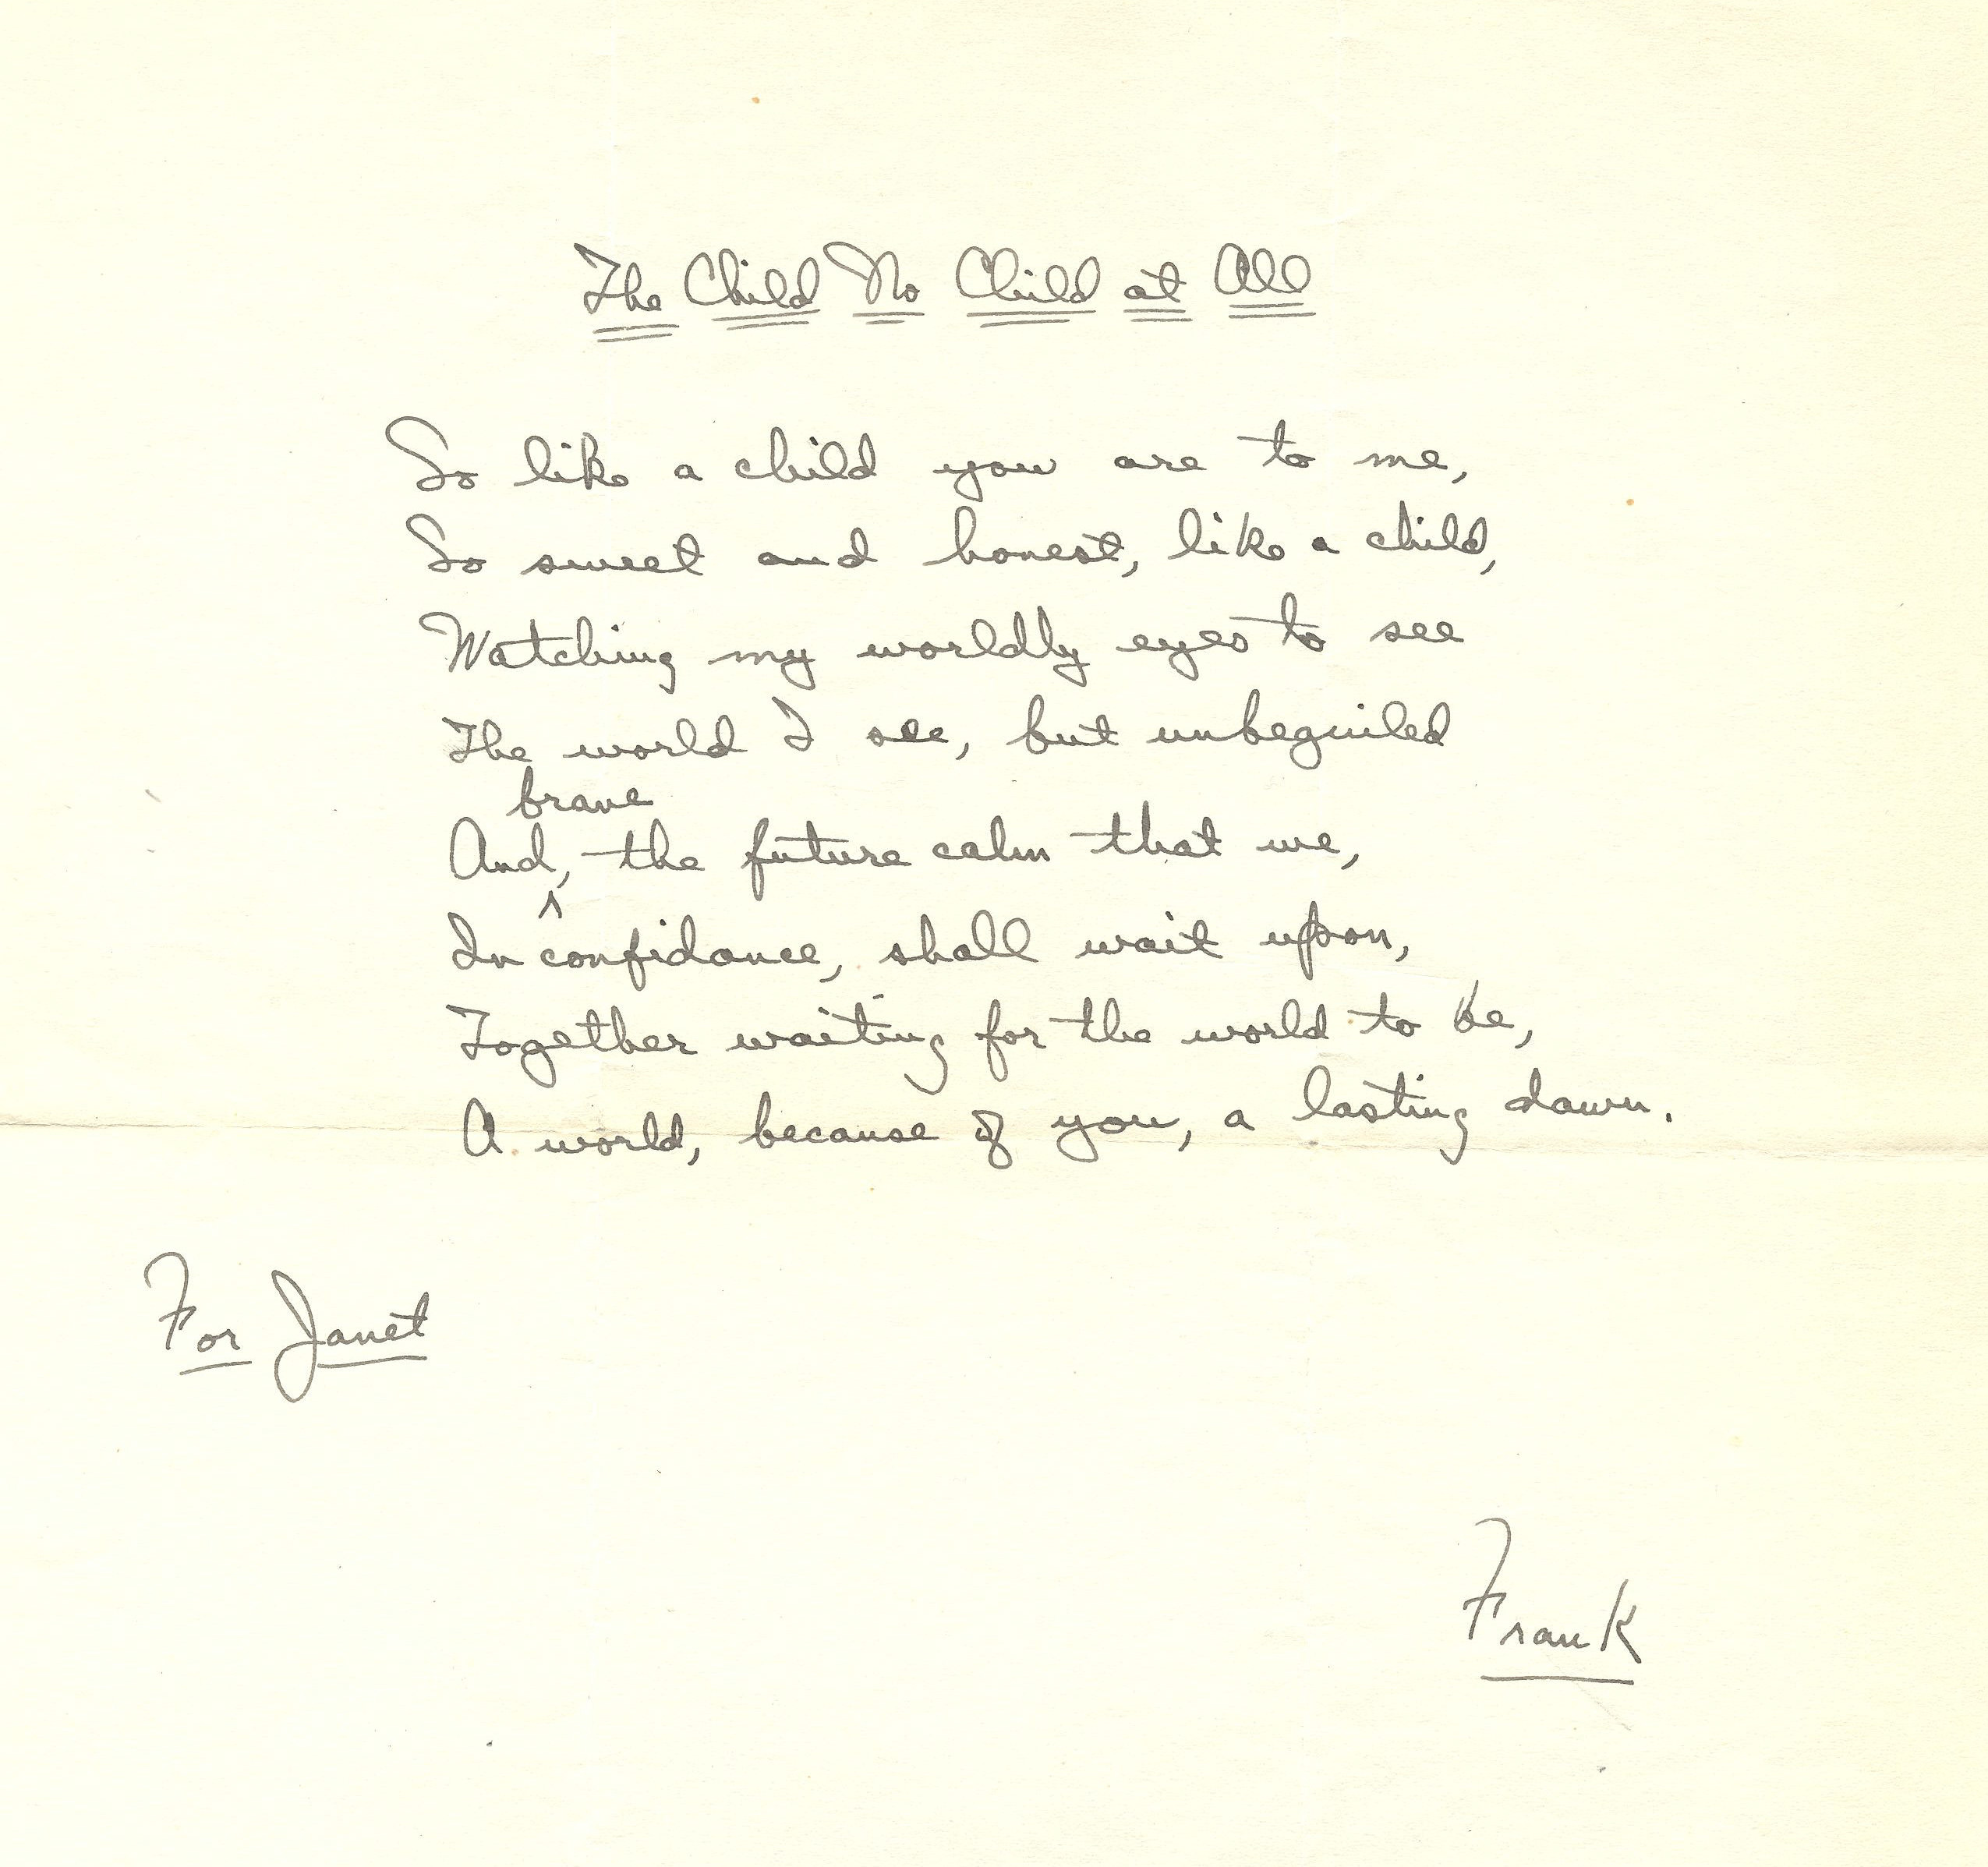 The Child No Child at All
So like a child you are to me,
So sweet and honest, like a child,
Watching my worldly eyes to see
The world I see, but unbeguiled
brave
And, the future calm that we,
^
In confidance, shall wait upon,
Together waiting for the world to be,
A world, because of you, a lasting dawn.
For Janet
Frank